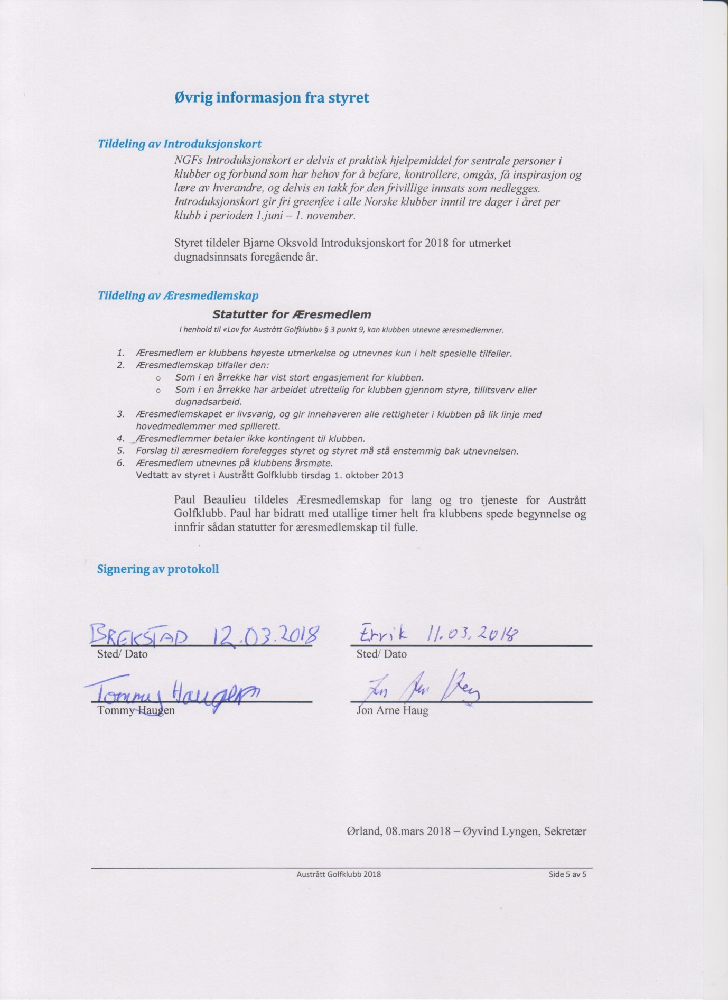 Øvrig informasjon fra styret
Tildeling av Introduksjonskort
NGFs Introduksjonskort er delvis et praktisk hjelpemiddel for sentrale personer i
klubber og forbund som har behov for å befare, kontrollere, omgås, få inspirasjon og
lære av hverandre, og delvis en takk for den frivillige innsats som nedlegges.
Introduksjonskort gir fri greenfee i alle Norske klubber inntil tre dager i året per
klubb i perioden 1.juni – 1. november.
Styret tildeler Bjarne Oksvold Introduksjonskort for 2018 for utmerket
dugnadsinnsats foregående år.
Tildeling av Æresmedlemskap
Statutter for Æresmedlem
I henhold til «Lov for Austrått Golfklubb» § 3 punkt 9, kan klubben utnevne æresmedlemmer.
1. Æresmedlem er klubbens høyeste utmerkelse og utnevnes kun i helt spesielle tilfeller.
2. Æresmedlemskap tilfaller den:
o Som i en årrekke har vist stort engasjement for klubben.
o Som i en årrekke har arbeidet utrettelig for klubben gjennom styre, tillitsverv eller
dugnadsarbeid.
3. Æresmedlemskapet er livsvarig, og gir innehaveren alle rettigheter i klubben på lik linje med
hovedmedlemmer med spillerett.
4. Æresmedlemmer betaler ikke kontingent til klubben.
5. Forslag til æresmedlem forelegges styret og styret må stå enstemmig bak utnevnelsen.
6. Æresmedlem utnevnes på klubbens årsmøte.
Vedtatt av styret i Austrått Golfklubb tirsdag 1. oktober 2013
Paul Beaulieu tildeles Æresmedlemskap for lang og tro tjeneste for Austrått
Golfklubb. Paul har bidratt med utallige timer helt fra klubbens spede begynnelse og
innfrir sådan statutter for æresmedlemskap til fulle.
Signering av protokoll
BREKSTAD 12.03.2018 Ervik 11.03.2018
Sted/ Dato Sted/ Dato
Tommy Haugen Jon Arne Haug
Tommy Haugen Jon Arne Haug
Ørland, 08.mars 2018 – Øyvind Lyngen, Sekretær
Austrått Golfklubb 2018 Side 5 av 5